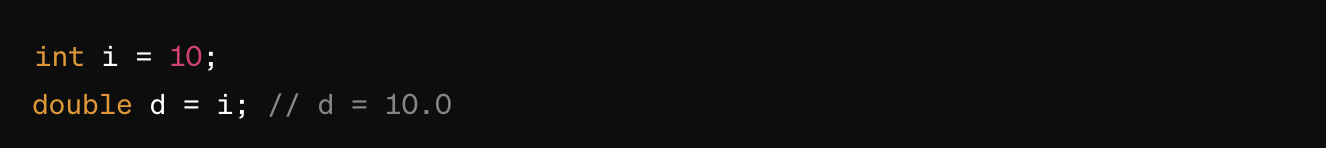 int i = 10;
double d = i; // d = 10.0